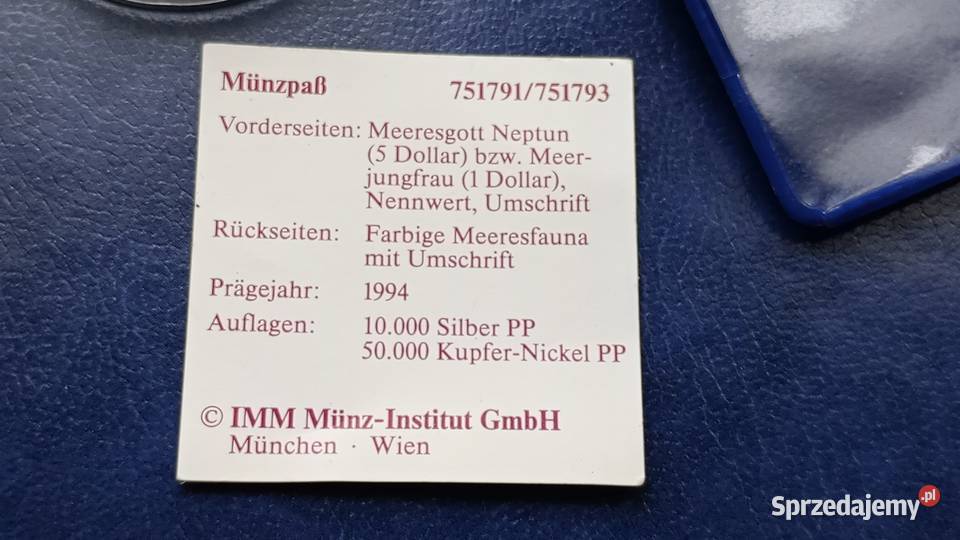 Münzpaß 751791/751793
Vorderseiten: Meeresgott Neptun
(5 Dollar) bzw. Meer-
jungfrau (1 Dollar),
Nennwert, Umschrift
Rückseiten: Farbige Meeresfauna
mit Umschrift
Prägejahr: 1994
Auflagen: 10.000 Silber PP
50.000 Kupfer-Nickel PP
© IMM Münz-Institut GmbH
München · Wien
Sprzedajemy.pl